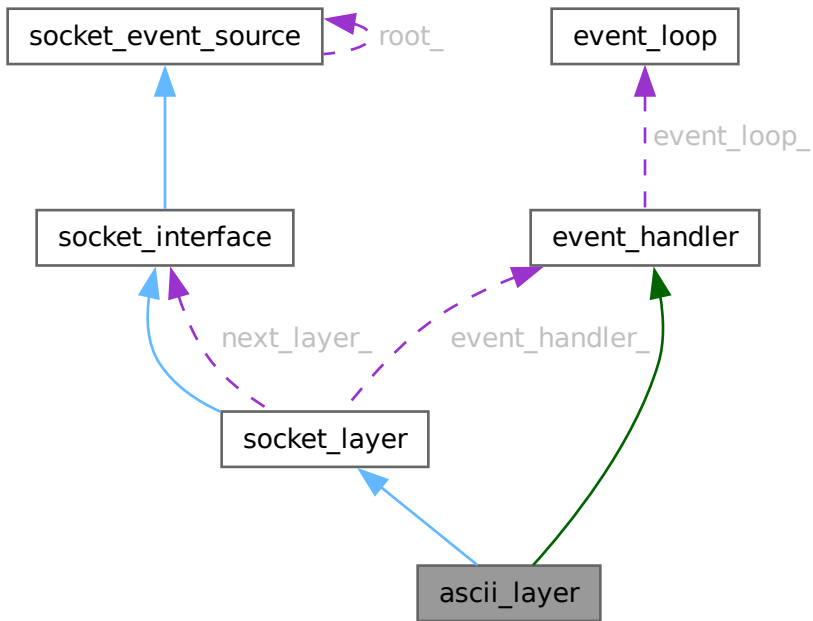 socket_event_source
root_
event_loop
event_loop_
socket_interface
event_handler
next_layer_
event_handler_
socket_layer
ascii_layer